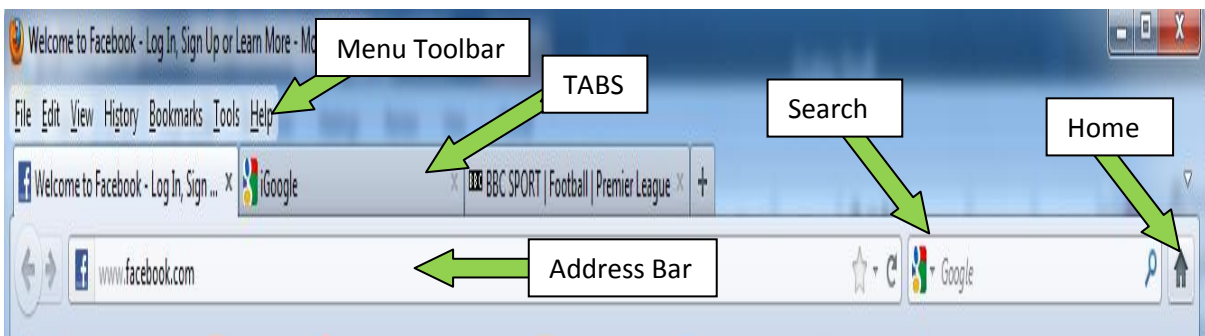 Welcome to Facebook - Log In, Sign Up or Learn More - Mo
Menu Toolbar
TABS
Search
Home
File Edit View History Bookmarks Tools Help
Welcome to Facebook - Log In, Sign ... x
iGoogle x
BBC BBC SPORT | Football | Premier League x +
www.facebook.com
Address Bar
Google